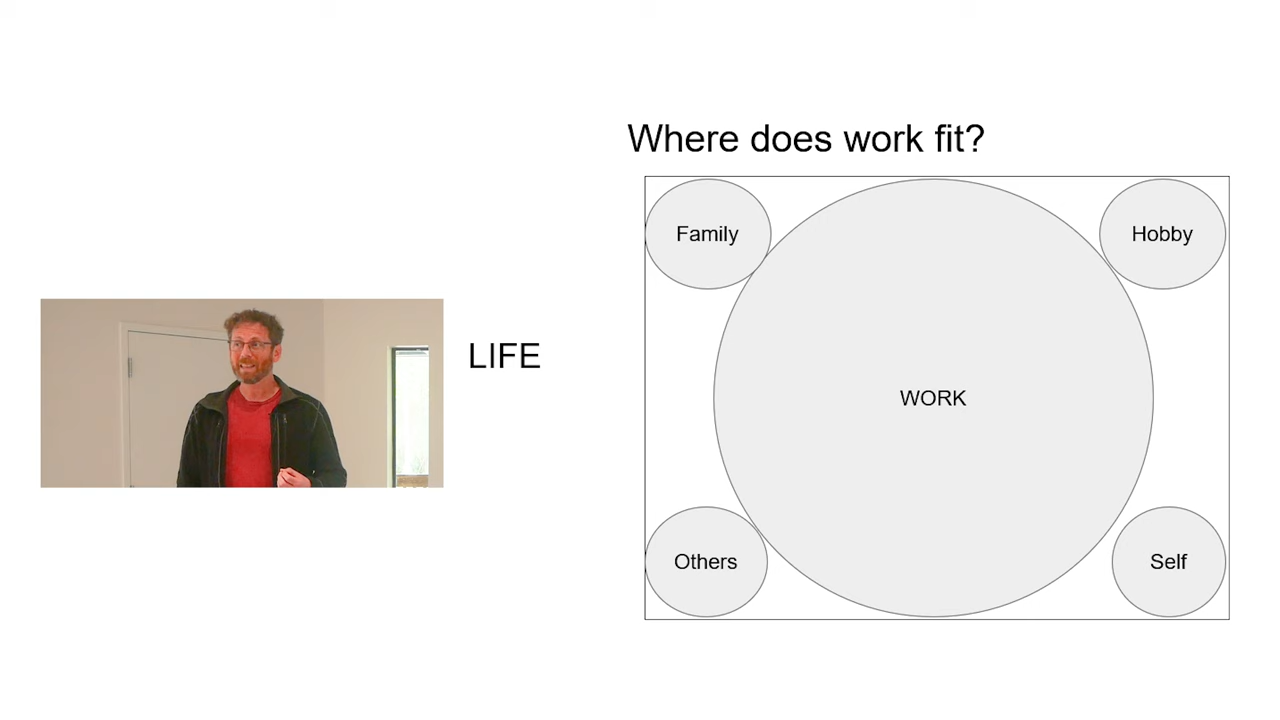 Where does work fit?
Family
Hobby
LIFE
WORK
Others
Self